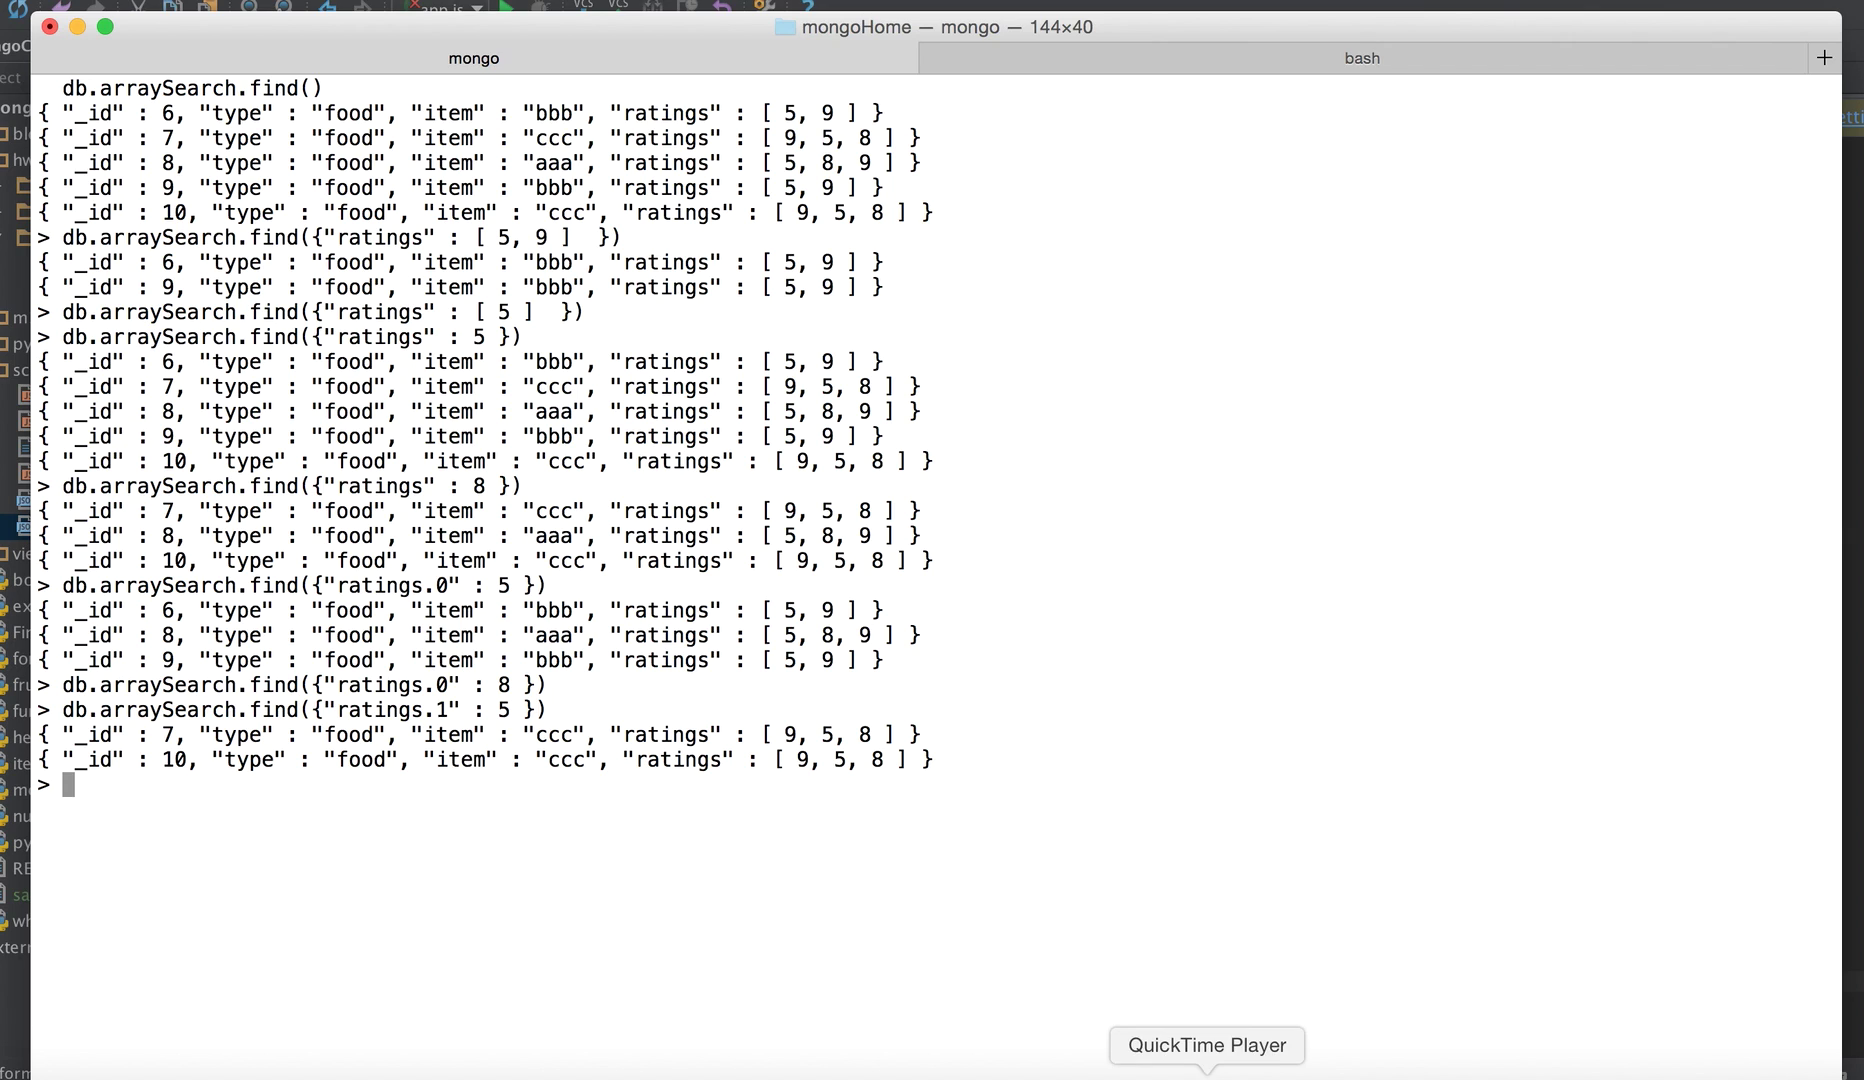 app.js
VCS
VCS
mongoHome — mongo — 144×40
mongo
bash
+
db.arraySearch.find()
{ "_id" : 6, "type" : "food", "item" : "bbb", "ratings" : [ 5, 9 ] }
{ "_id" : 7, "type" : "food", "item" : "ccc", "ratings" : [ 9, 5, 8 ] }
{ "_id" : 8, "type" : "food", "item" : "aaa", "ratings" : [ 5, 8, 9 ] }
{ "_id" : 9, "type" : "food", "item" : "bbb", "ratings" : [ 5, 9 ] }
{ "_id" : 10, "type" : "food", "item" : "ccc", "ratings" : [ 9, 5, 8 ] }
> db.arraySearch.find({"ratings" : [ 5, 9 ]  })
{ "_id" : 6, "type" : "food", "item" : "bbb", "ratings" : [ 5, 9 ] }
{ "_id" : 9, "type" : "food", "item" : "bbb", "ratings" : [ 5, 9 ] }
> db.arraySearch.find({"ratings" : [ 5 ]  })
> db.arraySearch.find({"ratings" : 5 })
{ "_id" : 6, "type" : "food", "item" : "bbb", "ratings" : [ 5, 9 ] }
{ "_id" : 7, "type" : "food", "item" : "ccc", "ratings" : [ 9, 5, 8 ] }
{ "_id" : 8, "type" : "food", "item" : "aaa", "ratings" : [ 5, 8, 9 ] }
{ "_id" : 9, "type" : "food", "item" : "bbb", "ratings" : [ 5, 9 ] }
{ "_id" : 10, "type" : "food", "item" : "ccc", "ratings" : [ 9, 5, 8 ] }
> db.arraySearch.find({"ratings" : 8 })
{ "_id" : 7, "type" : "food", "item" : "ccc", "ratings" : [ 9, 5, 8 ] }
{ "_id" : 8, "type" : "food", "item" : "aaa", "ratings" : [ 5, 8, 9 ] }
{ "_id" : 10, "type" : "food", "item" : "ccc", "ratings" : [ 9, 5, 8 ] }
> db.arraySearch.find({"ratings.0" : 5 })
{ "_id" : 6, "type" : "food", "item" : "bbb", "ratings" : [ 5, 9 ] }
{ "_id" : 8, "type" : "food", "item" : "aaa", "ratings" : [ 5, 8, 9 ] }
{ "_id" : 9, "type" : "food", "item" : "bbb", "ratings" : [ 5, 9 ] }
> db.arraySearch.find({"ratings.0" : 8 })
> db.arraySearch.find({"ratings.1" : 5 })
{ "_id" : 7, "type" : "food", "item" : "ccc", "ratings" : [ 9, 5, 8 ] }
{ "_id" : 10, "type" : "food", "item" : "ccc", "ratings" : [ 9, 5, 8 ] }
>
QuickTime Player